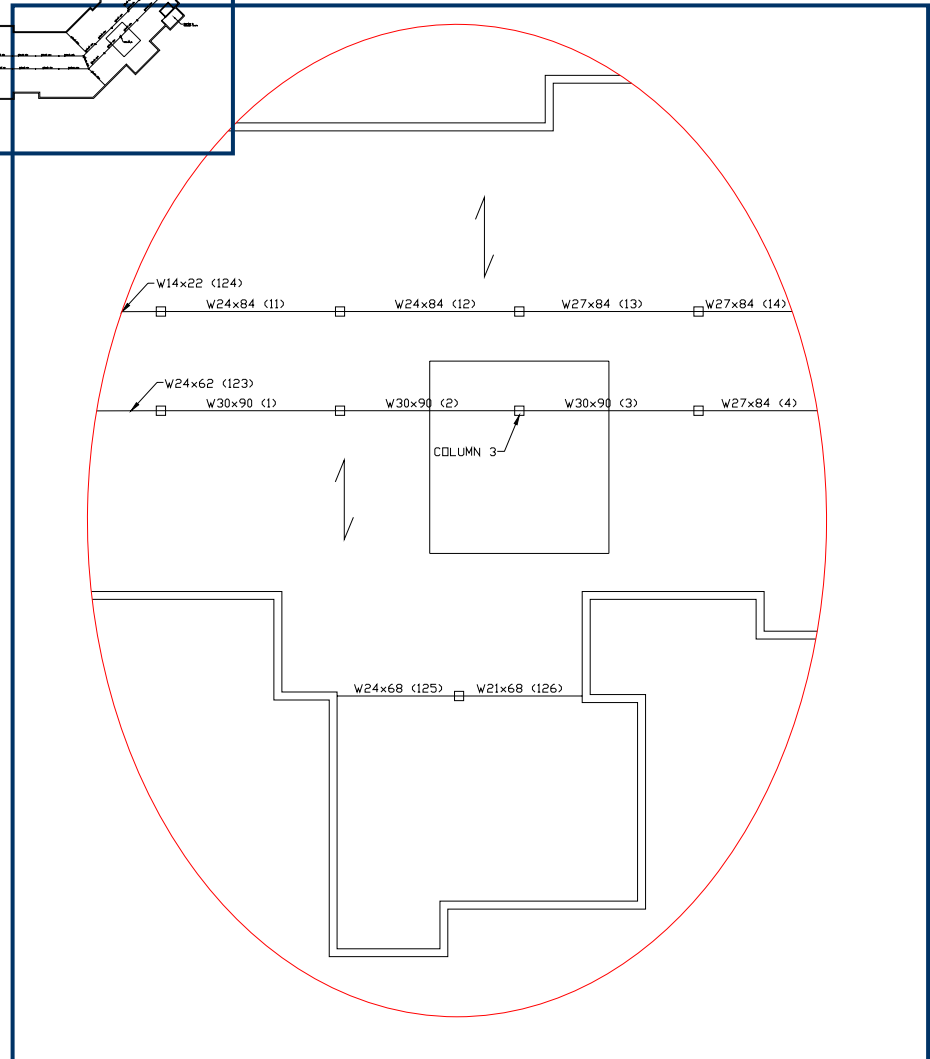 W14x22 (124)
W24x84 (11) W24x84 (12) W27x84 (13) W27x84 (14)
W24x62 (123)
W30x90 (1) W30x90 (2) W30x90 (3) W27x84 (4)
COLUMN 3
W24x68 (125) W21x68 (126)